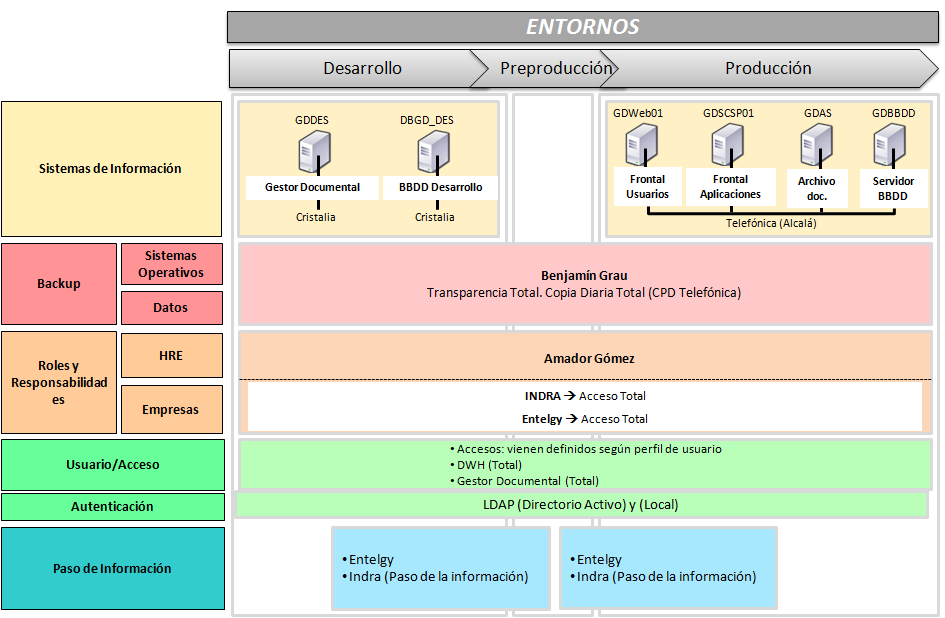 ENTORNOS
Desarrollo
Preproducción
Producción
Sistemas de Información
GDDES
DBGD_DES
Gestor Documental
BBDD Desarrollo
Cristalia
Cristalia
GDWeb01
GDSCSP01
GDAS
GDBBDD
Frontal
Usuarios
Frontal
Aplicaciones
Archivo
doc.
Servidor
BBDD
Telefónica (Alcalá)
Backup
Sistemas
Operativos
Datos
Benjamín Grau
Transparencia Total. Copia Diaria Total (CPD Telefónica)
Roles y
Responsabilidad
es
HRE
Empresas
Amador Gómez
INDRA → Acceso Total
Entelgy → Acceso Total
Usuario/Acceso
• Accesos: vienen definidos según perfil de usuario
• DWH (Total)
• Gestor Documental (Total)
Autenticación
LDAP (Directorio Activo) y (Local)
Paso de Información
• Entelgy
• Indra (Paso de la información)
• Entelgy
• Indra (Paso de la información)